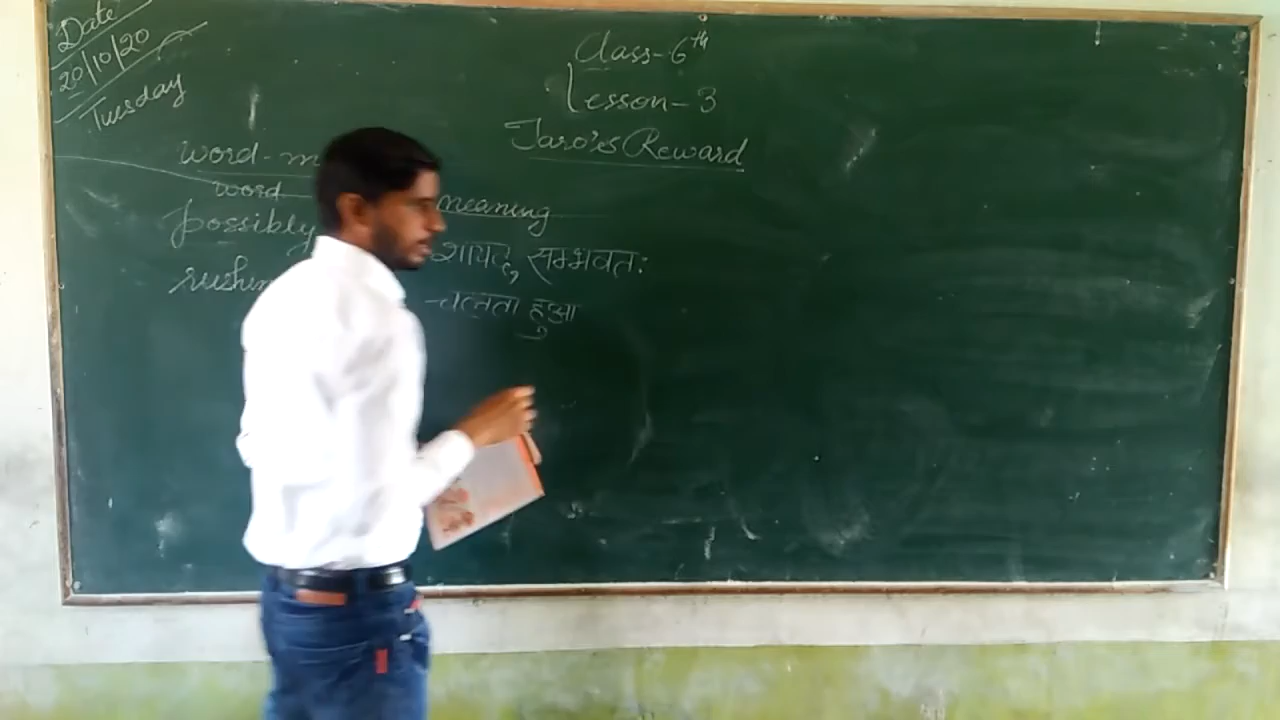 Date
20/10/20
Tuesday
Class-6th
Lesson-3
Taro's Reward
word-m
word meaning
possibly शायद, सम्भवतः
rushin -चलता हुआ